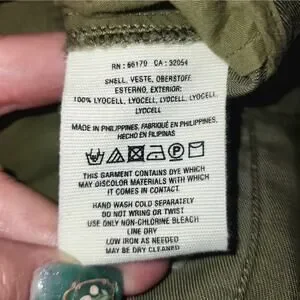 RN : 66170 CA : 32054
SHELL, VESTE, OBERSTOFF,
ESTERNO, EXTERIOR:
100% LYOCELL, LYOCELL, LYOCELL, LYOCELL,
LYOCELL
MADE IN PHILIPPINES, FABRIQUÉ EN PHILIPPINES,
HECHO EN FILIPINAS
THIS GARMENT CONTAINS DYE WHICH
MAY DISCOLOR MATERIALS WITH WHICH
IT COMES IN CONTACT.
HAND WASH COLD SEPARATELY
DO NOT WRING OR TWIST
USE ONLY NON-CHLORINE BLEACH
LINE DRY
LOW IRON AS NEEDED
MAY BE DRY CLEANED